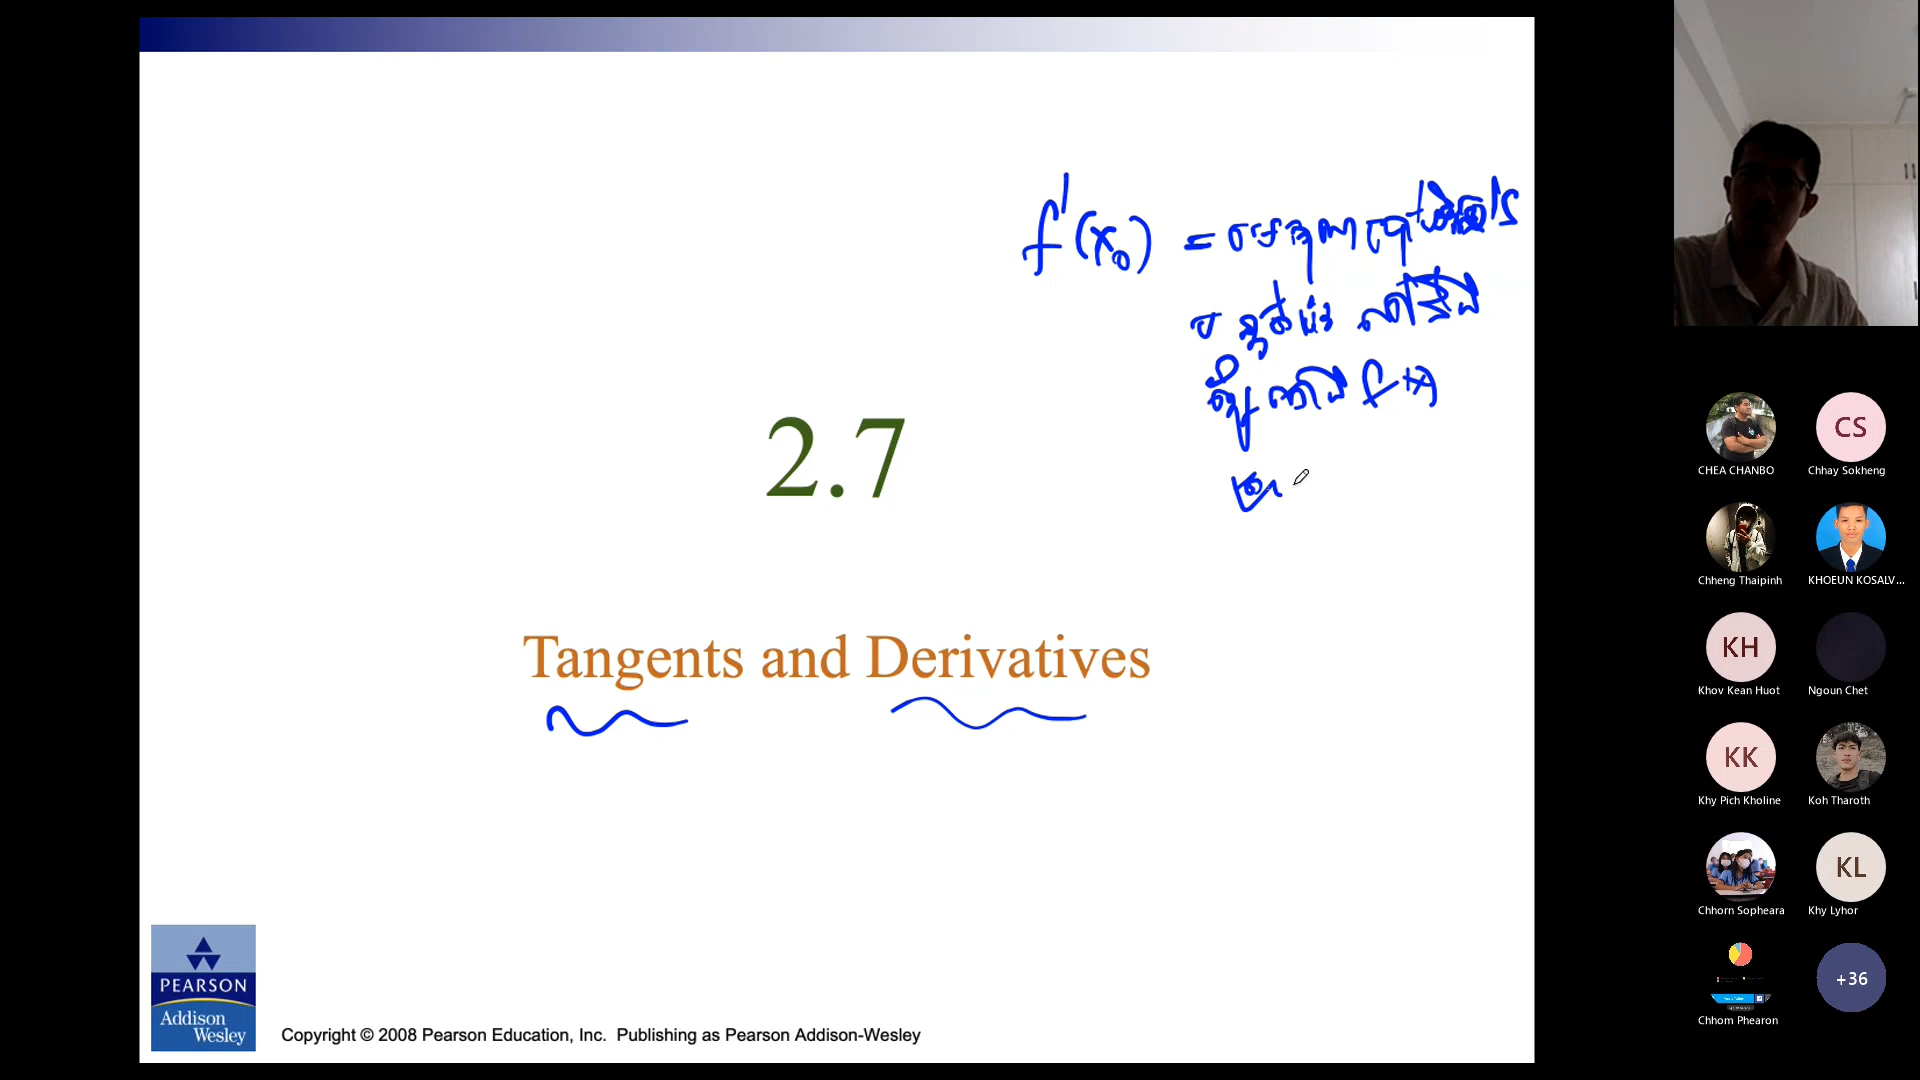 f'(x₀) =
f(x)
2.7
Tangents and Derivatives
PEARSON
Addison
Wesley
Copyright © 2008 Pearson Education, Inc. Publishing as Pearson Addison-Wesley
CHEA CHANBO
CS
Chhay Sokheng
Chheng Thaipinh
KHOEUN KOSALV...
KH
Khov Kean Huot
Ngoun Chet
KK
Khy Pich Kholine
Koh Tharoth
Chhorn Sopheara
KL
Khy Lyhor
Chhom Phearon
+36